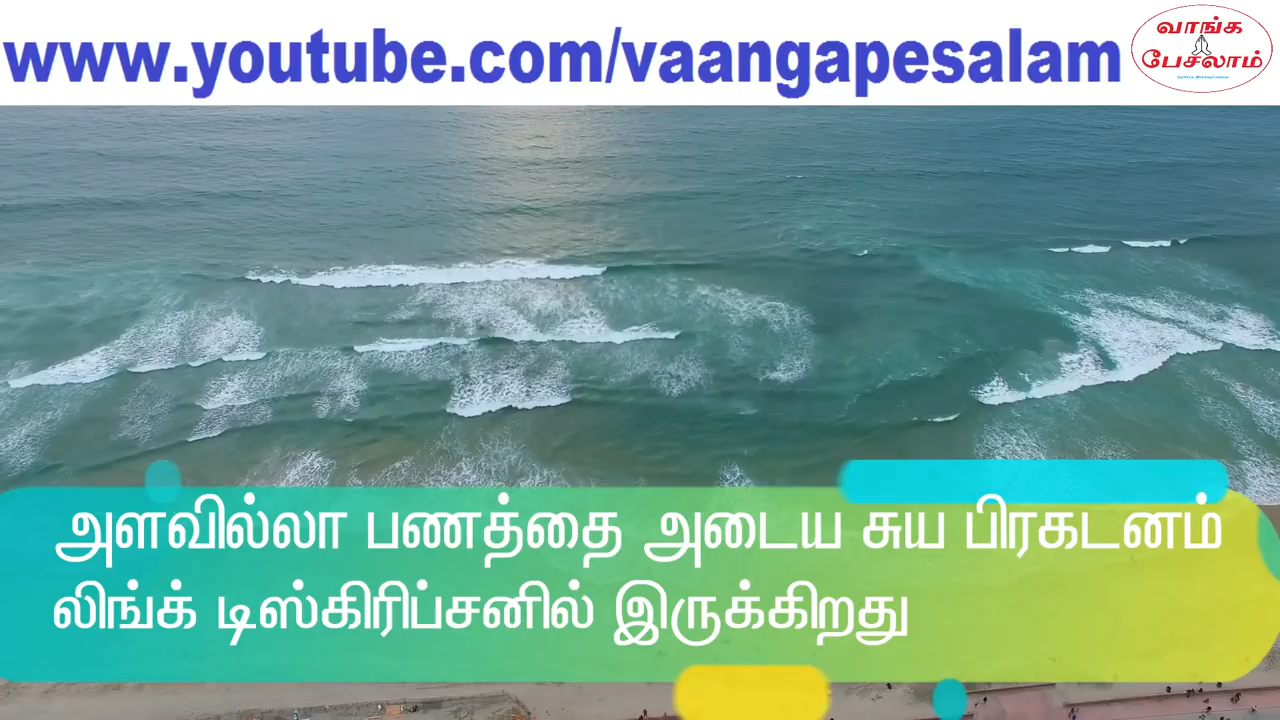 www.youtube.com/vaangapesalam
வாங்க
பேசலாம்
அளவில்லா பணத்தை அடைய சுய பிரகடனம்
லிங்க் டிஸ்கிரிப்சனில் இருக்கிறது